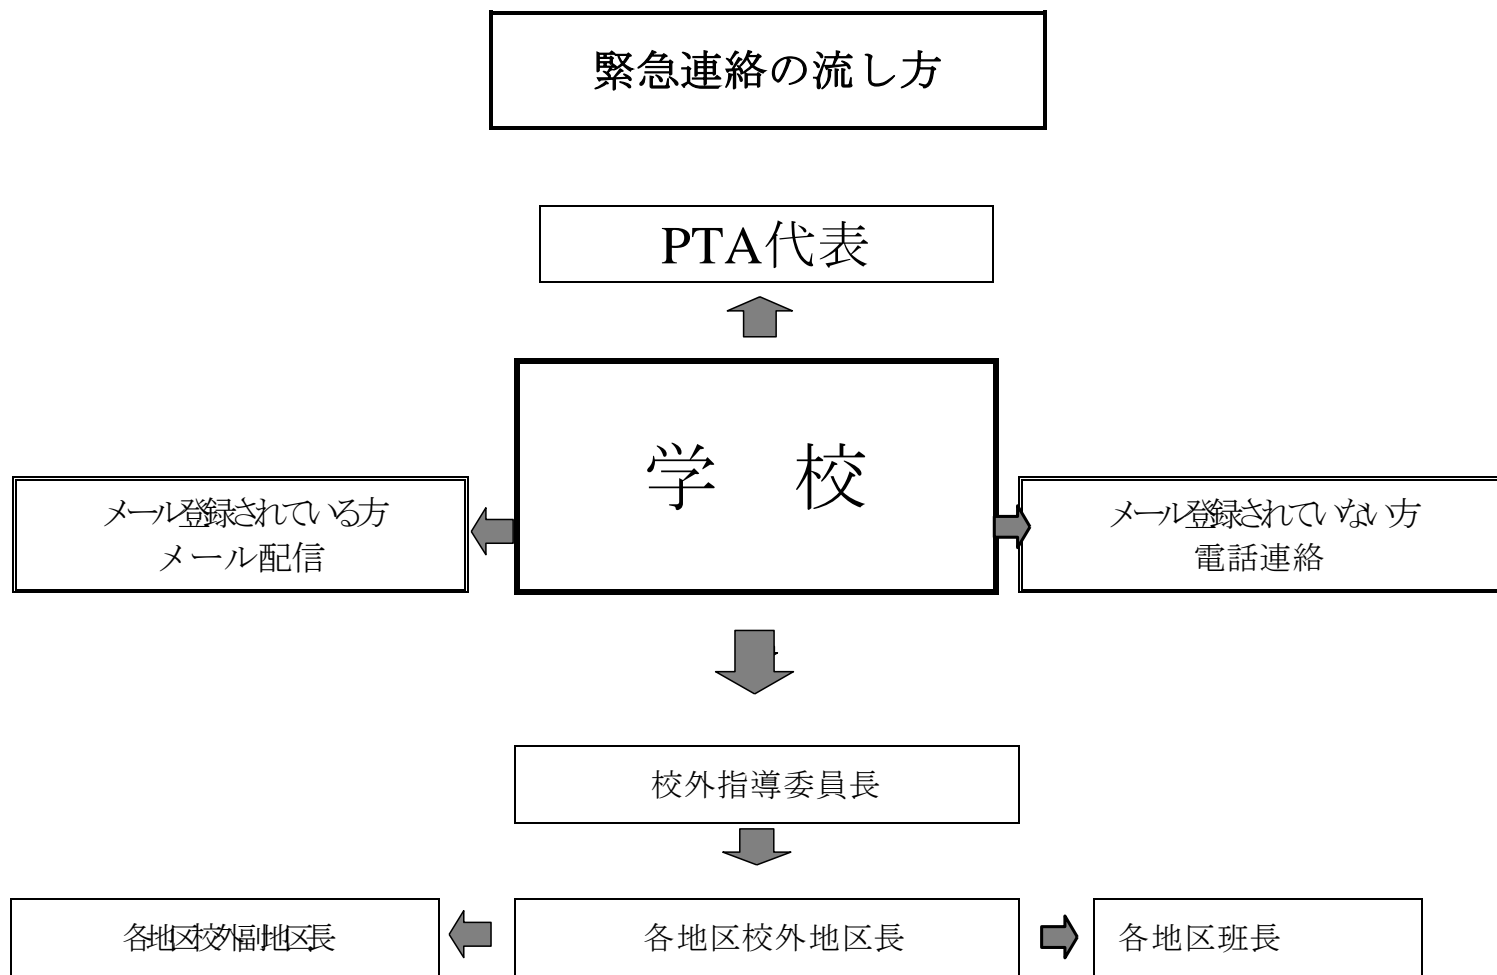 緊急連絡の流し方
PTA代表
学　校
メール登録されている方
メール配信
メール登録されていない方
電話連絡
校外指導委員長
各地区校外副地区長
各地区校外地区長
各地区班長